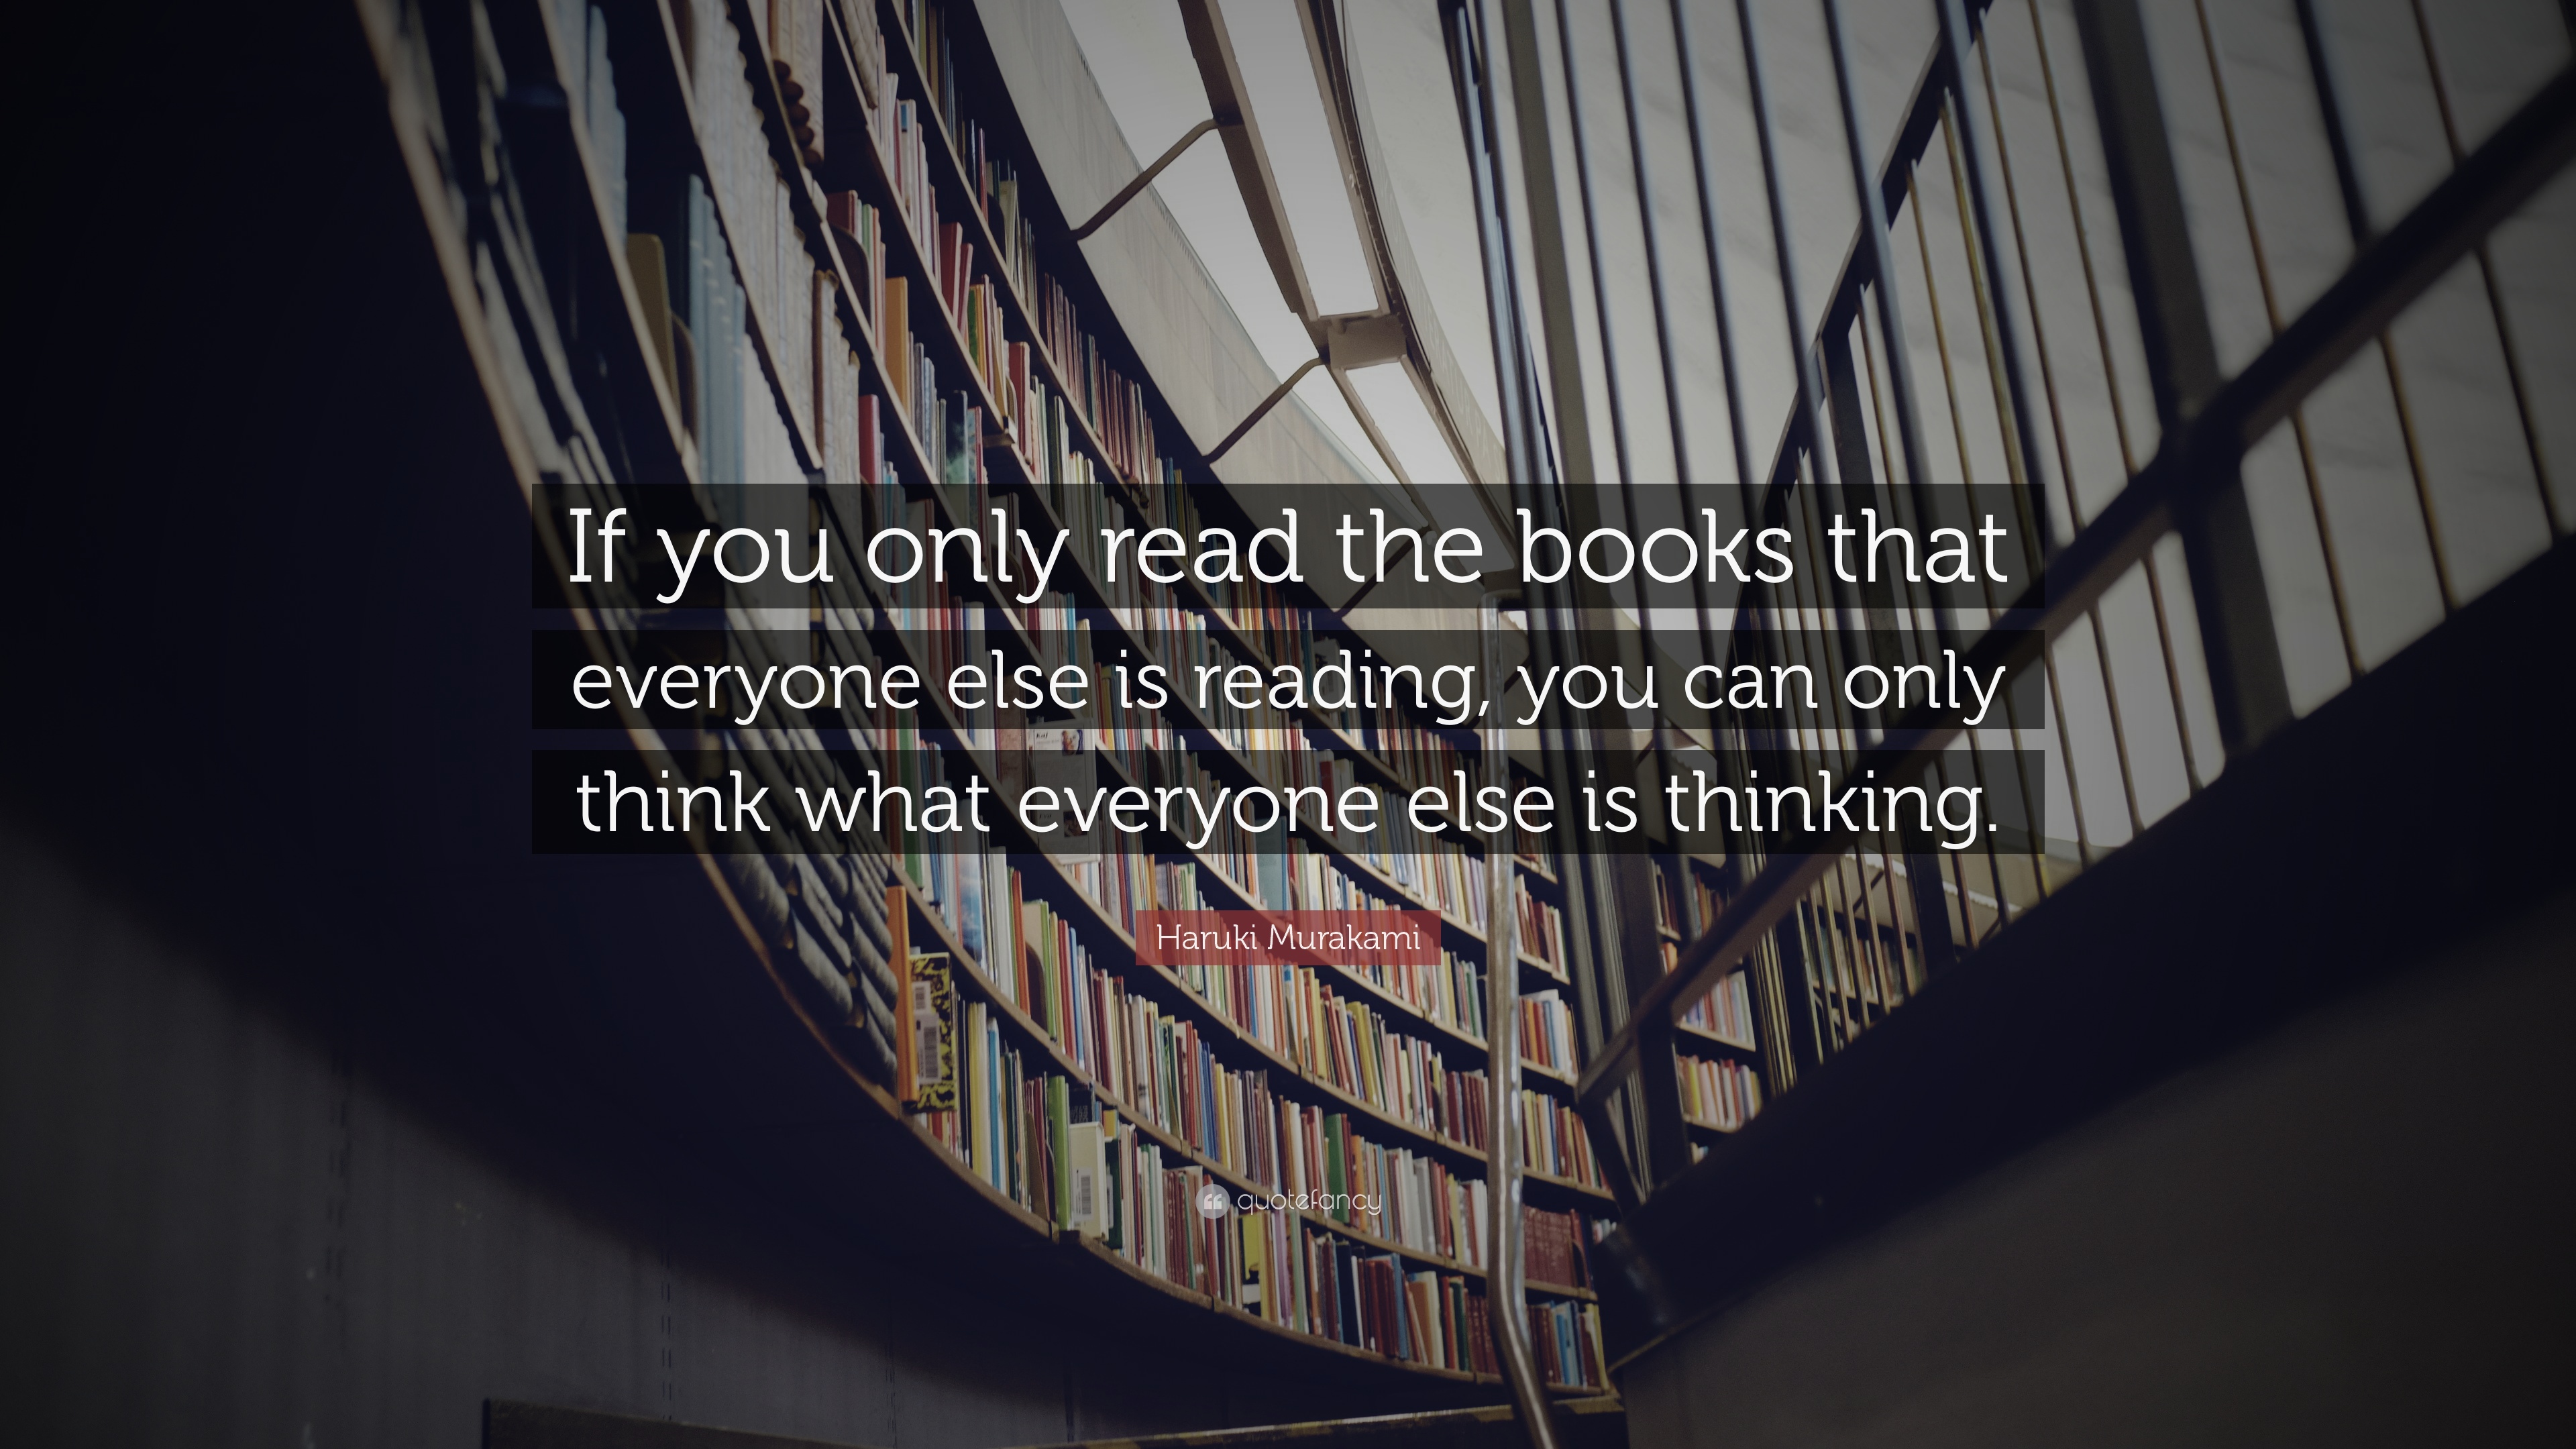 If you only read the books that
everyone else is reading, you can only
think what everyone else is thinking.
Haruki Murakami
quotefancy